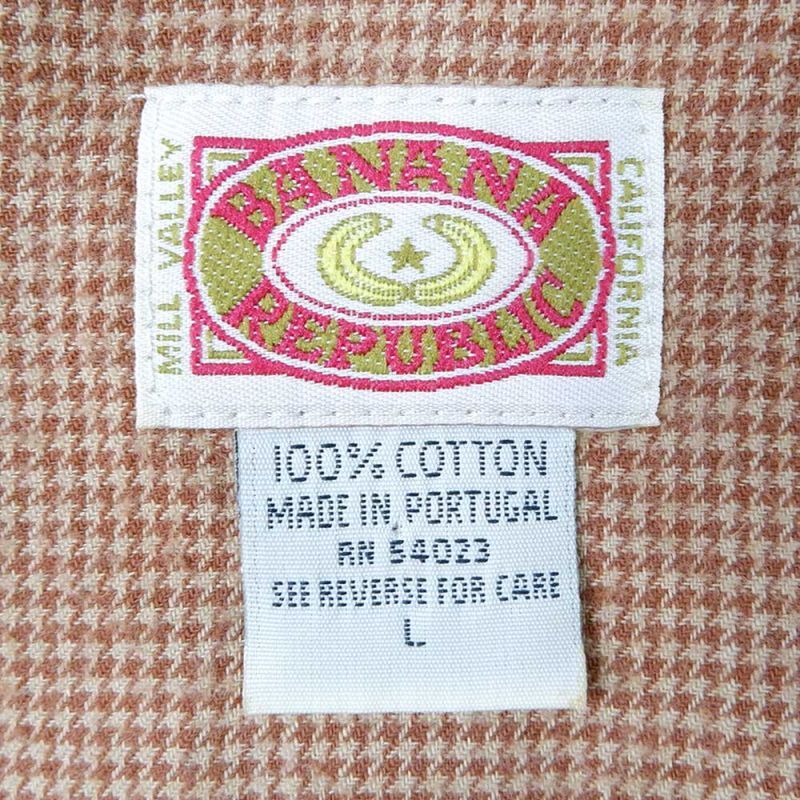 MILL VALLEY
BANANA
REPUBLIC
CALIFORNIA
100% COTTON
MADE IN PORTUGAL
RN 54023
SEE REVERSE FOR CARE
L